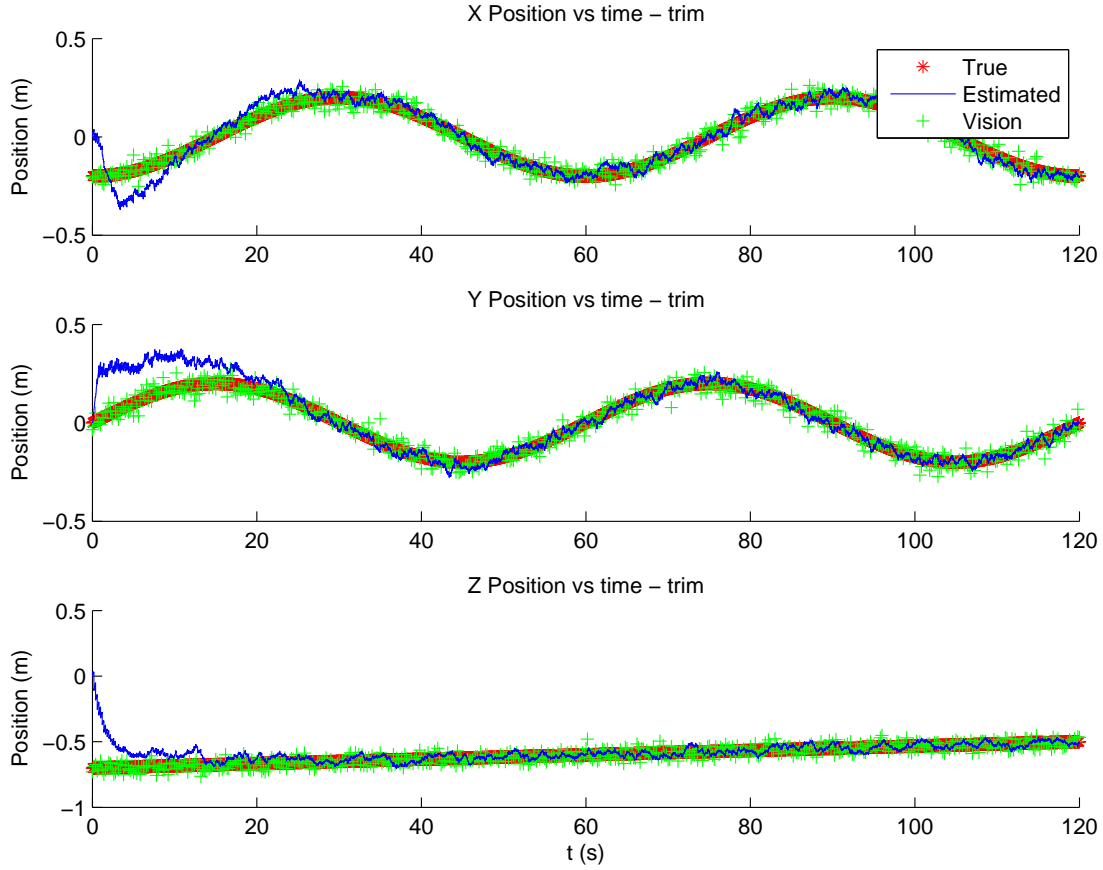 X Position vs time − trim
Position (m)
0.5
0
−0.5
0 20 40 60 80 100 120
True
Estimated
Vision
Y Position vs time − trim
Position (m)
0.5
0
−0.5
0 20 40 60 80 100 120
Z Position vs time − trim
Position (m)
0.5
0
−0.5
−1
0 20 40 60 80 100 120
t (s)